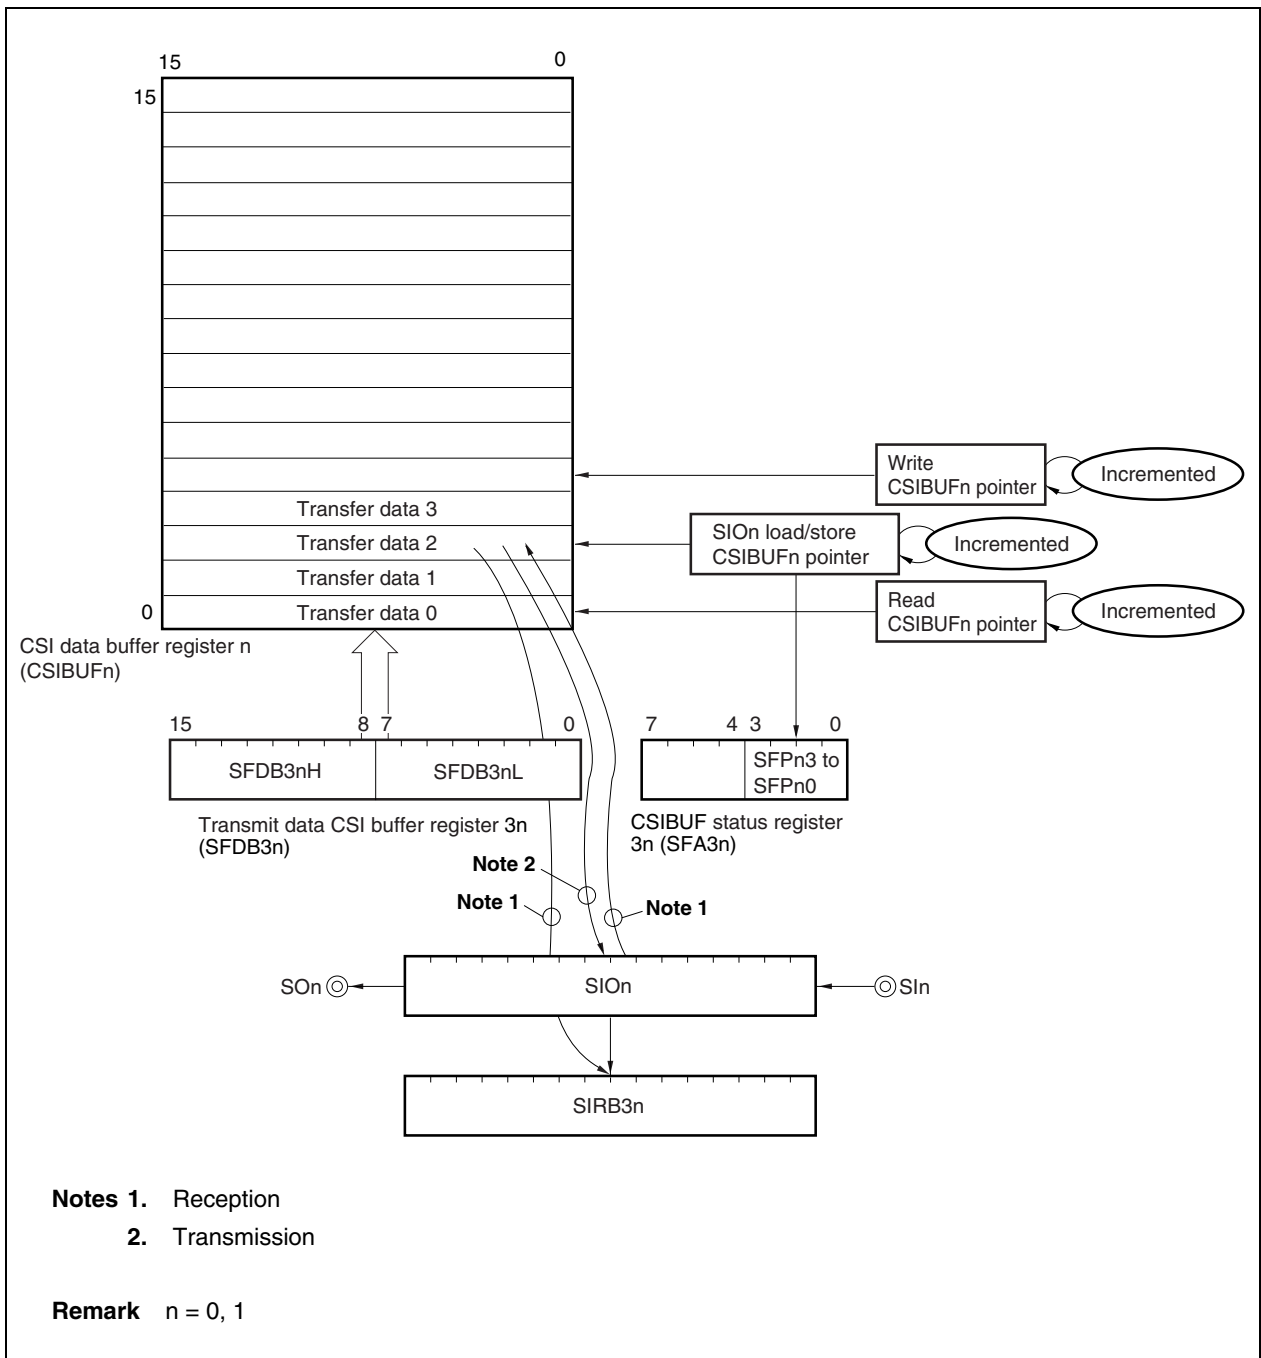 15 0
15
Write
CSIBUFn pointer
Incremented
Transfer data 3
SIOn load/store
CSIBUFn pointer
Incremented
Transfer data 2
Transfer data 1
Read
CSIBUFn pointer
Incremented
0 Transfer data 0
CSI data buffer register n
(CSIBUFn)
15 8 7 0
SFDB3nH SFDB3nL
Transmit data CSI buffer register 3n
(SFDB3n)
7 4 3 0
SFPn3 to
SFPn0
CSIBUF status register
3n (SFA3n)
Note 2
Note 1
Note 1
SOn SIOn SIn
SIRB3n
Notes 1. Reception
2. Transmission
Remark n = 0, 1